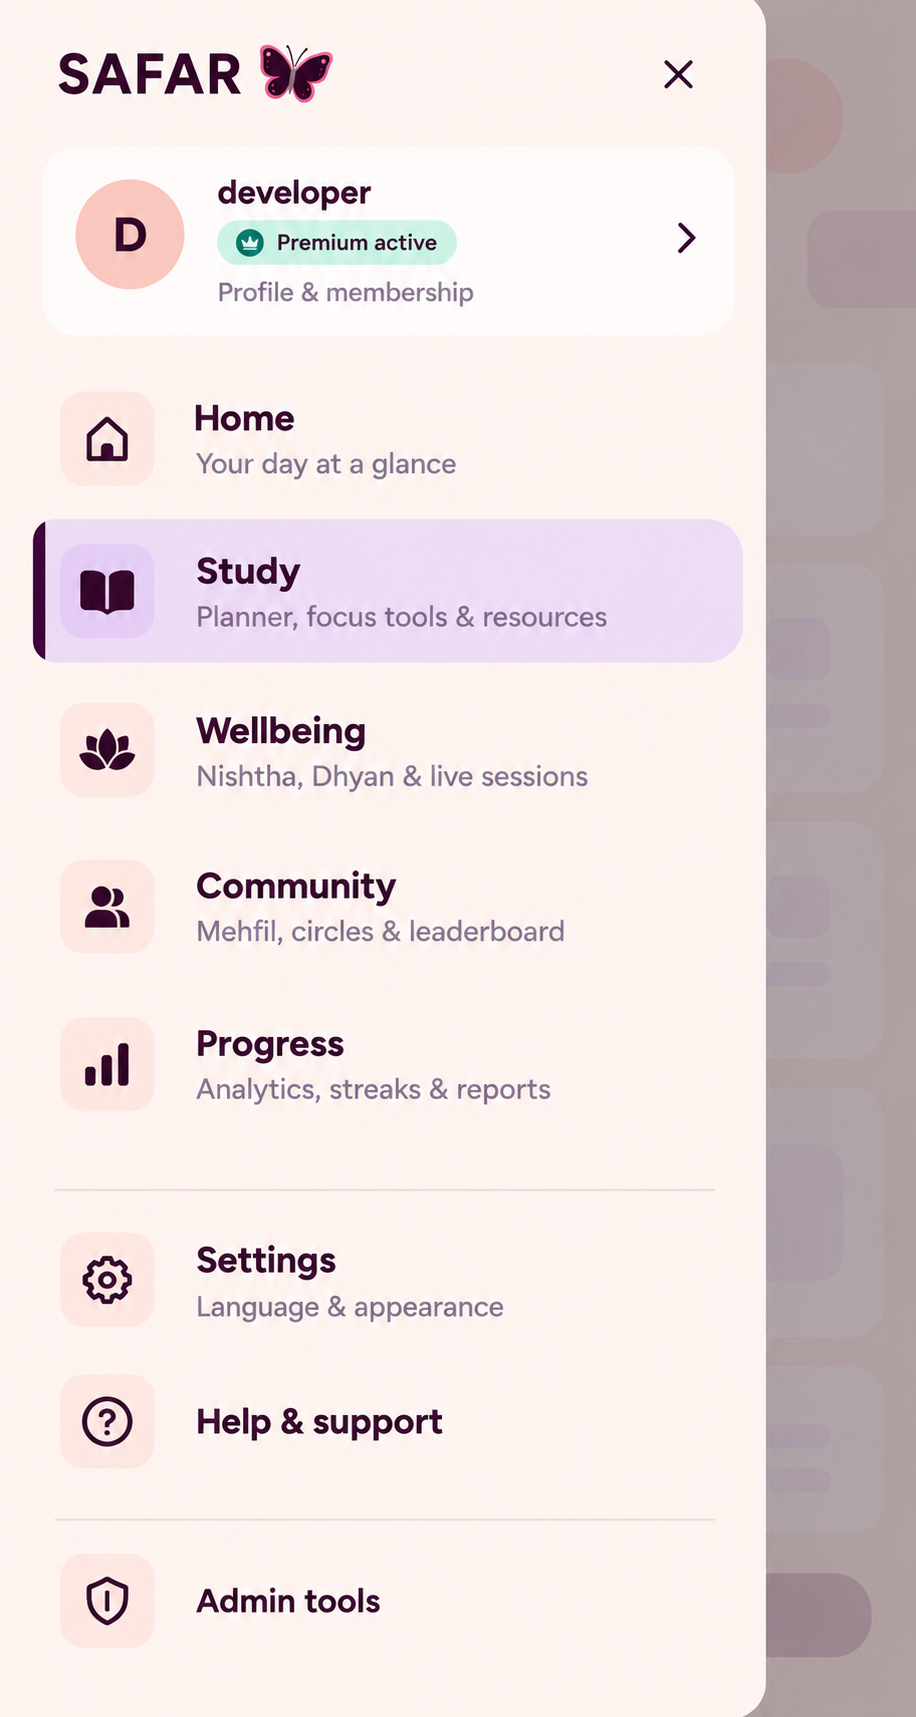 SAFAR
D
developer
Premium active
Profile & membership
Home
Your day at a glance
Study
Planner, focus tools & resources
Wellbeing
Nishtha, Dhyan & live sessions
Community
Mehfil, circles & leaderboard
Progress
Analytics, streaks & reports
Settings
Language & appearance
Help & support
Admin tools